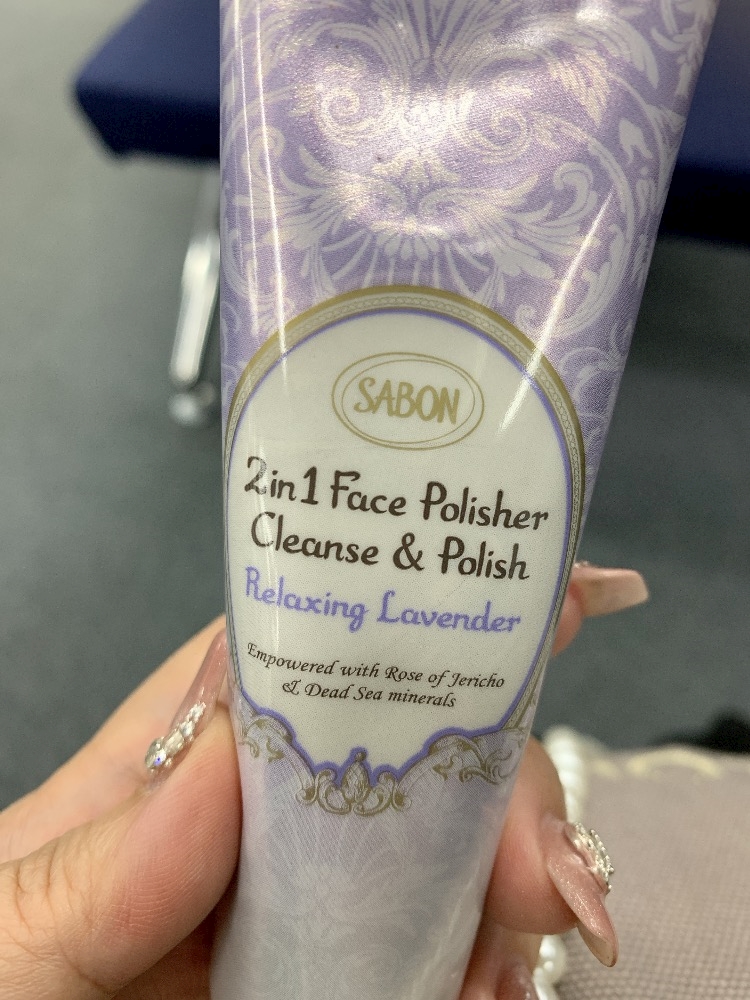 SABON
2in1 Face Polisher
Cleanse & Polish
Relaxing Lavender
Empowered with Rose of Jericho
& Dead Sea minerals